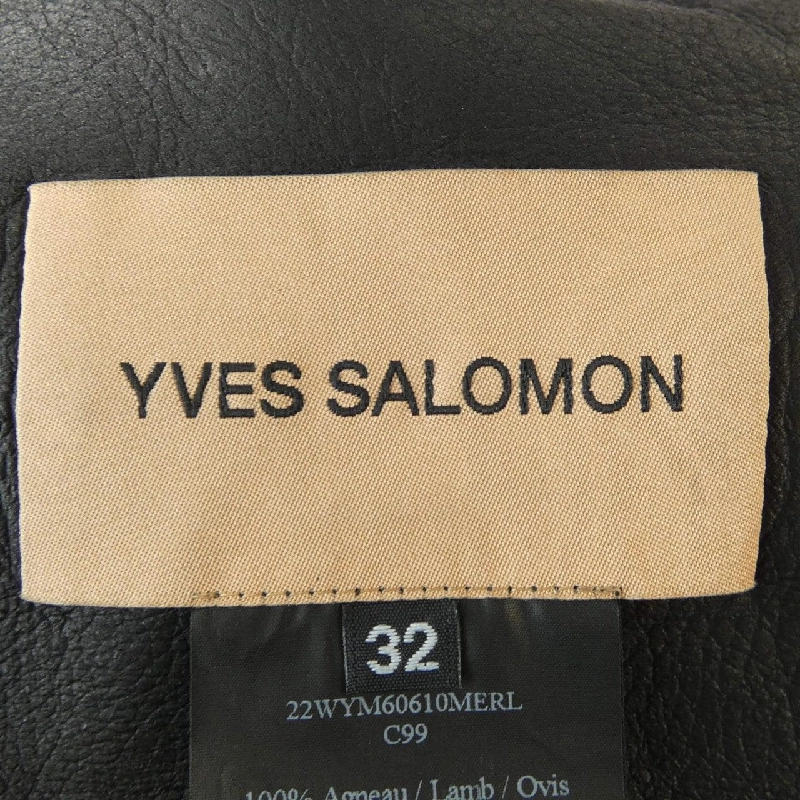 YVES SALOMON
32
22WYM60610MERL
C99
100% Agneau / Lamb / Ovis